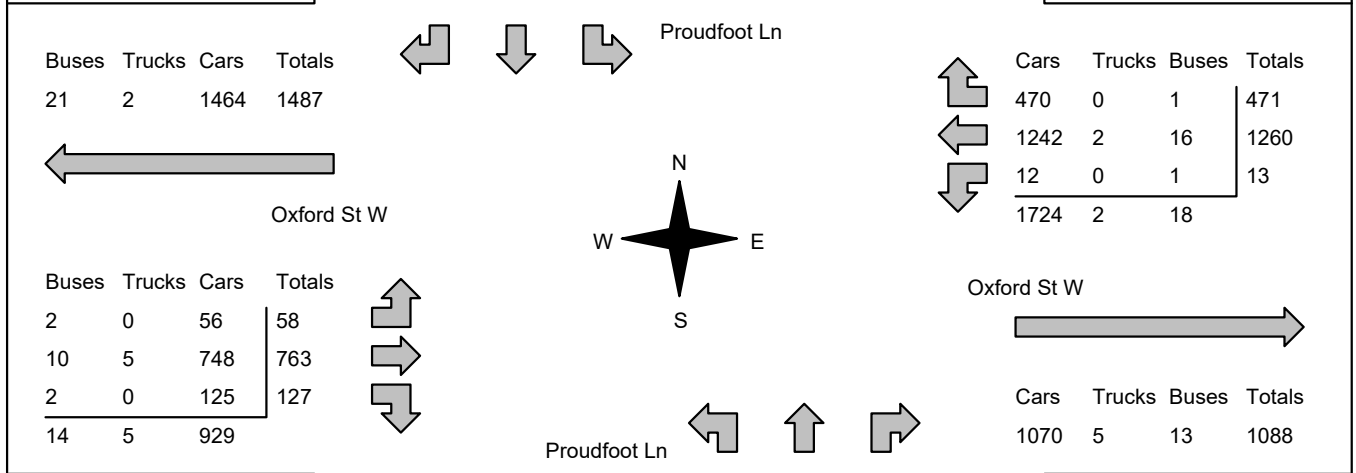 Proudfoot Ln
Buses Trucks Cars Totals
21 2 1464 1487
Cars Trucks Buses Totals
470 0 1 471
1242 2 16 1260
12 0 1 13
1724 2 18
N
W E
S
Oxford St W
Buses Trucks Cars Totals
2 0 56 58
10 5 748 763
2 0 125 127
14 5 929
Oxford St W
Cars Trucks Buses Totals
1070 5 13 1088
Proudfoot Ln